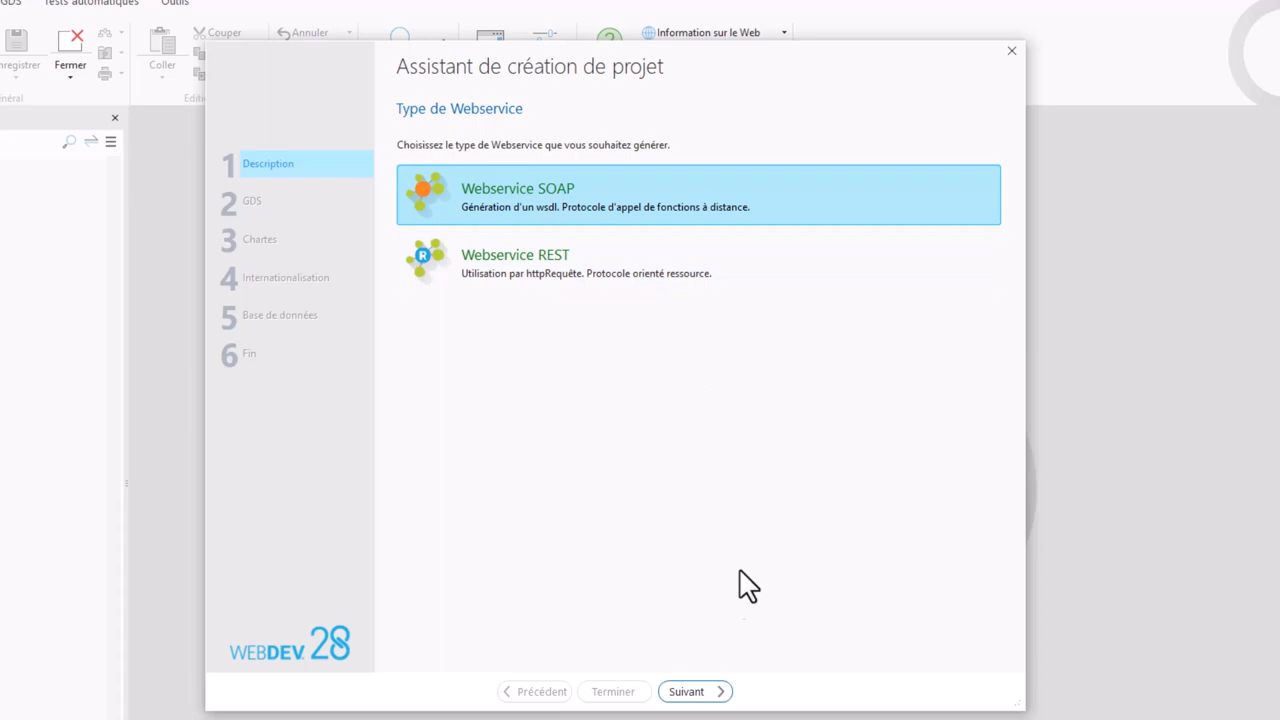 GDS Tests automatiques Outils
Couper Annuler Information sur le Web
nregistrer Fermer Coller
néral Editi
Assistant de création de projet
Type de Webservice
Choisissez le type de Webservice que vous souhaitez générer.
1 Description
2 GDS
3 Chartes
4 Internationalisation
5 Base de données
6 Fin
Webservice SOAP
Génération d'un wsdl. Protocole d'appel de fonctions à distance.
R
Webservice REST
Utilisation par httpRequête. Protocole orienté ressource.
WEBDEV 28
Précédent Terminer Suivant